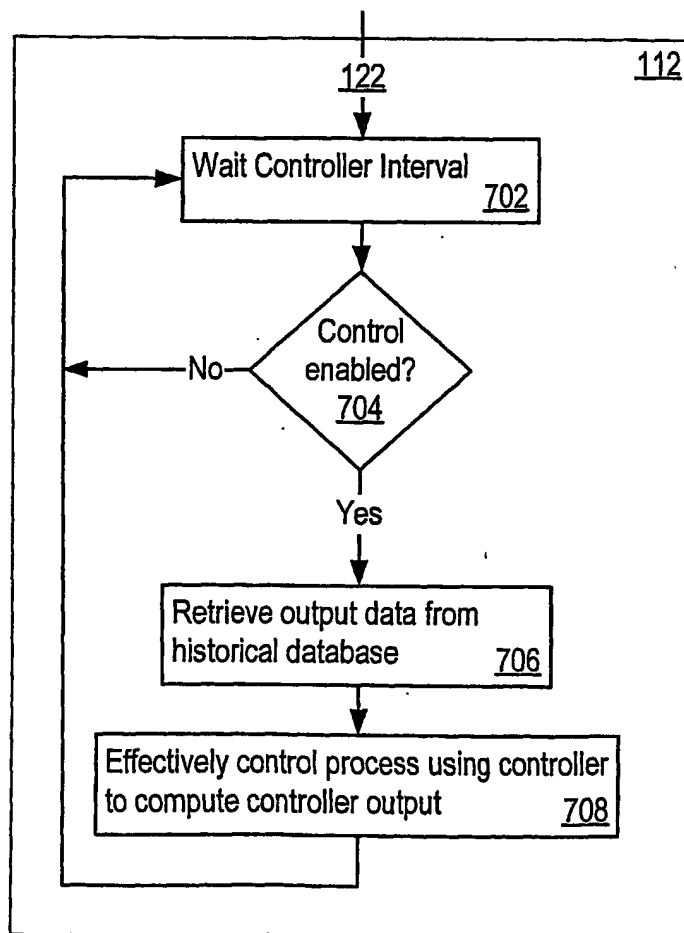 122
112
Wait Controller Interval
702
Control
enabled?
704
No
Yes
Retrieve output data from
historical database
706
Effectively control process using controller
to compute controller output
708